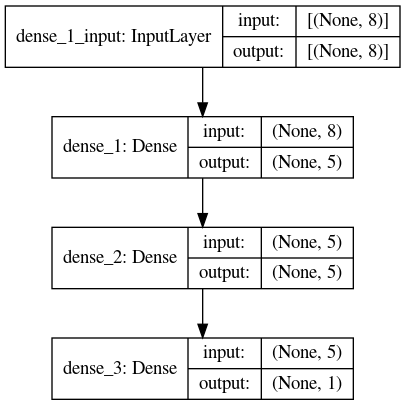 dense_1_input: InputLayer
input: [(None, 8)]
output: [(None, 8)]
dense_1: Dense
input: (None, 8)
output: (None, 5)
dense_2: Dense
input: (None, 5)
output: (None, 5)
dense_3: Dense
input: (None, 5)
output: (None, 1)